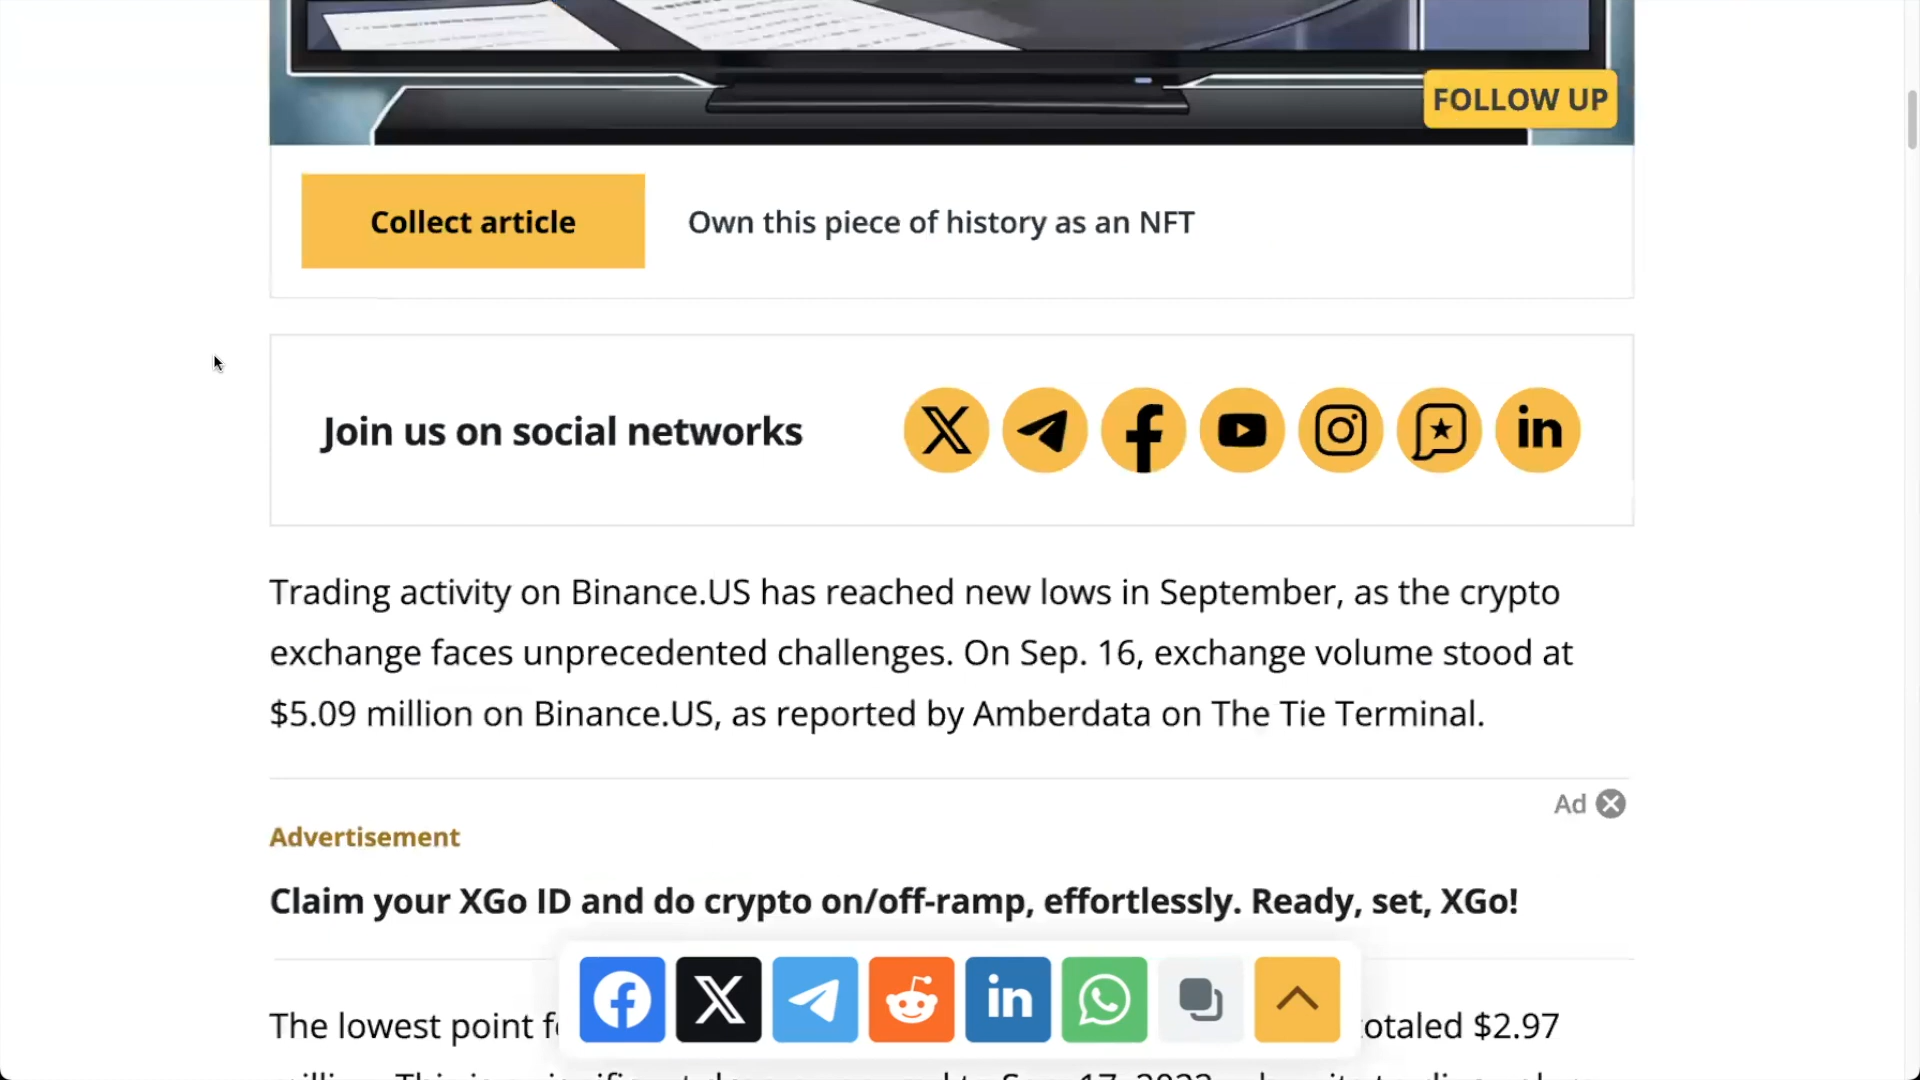 FOLLOW UP
Collect article
Own this piece of history as an NFT
Join us on social networks
Trading activity on Binance.US has reached new lows in September, as the crypto
exchange faces unprecedented challenges. On Sep. 16, exchange volume stood at
$5.09 million on Binance.US, as reported by Amberdata on The Tie Terminal.
Ad
Advertisement
Claim your XGo ID and do crypto on/off-ramp, effortlessly. Ready, set, XGo!
The lowest point
$2.97